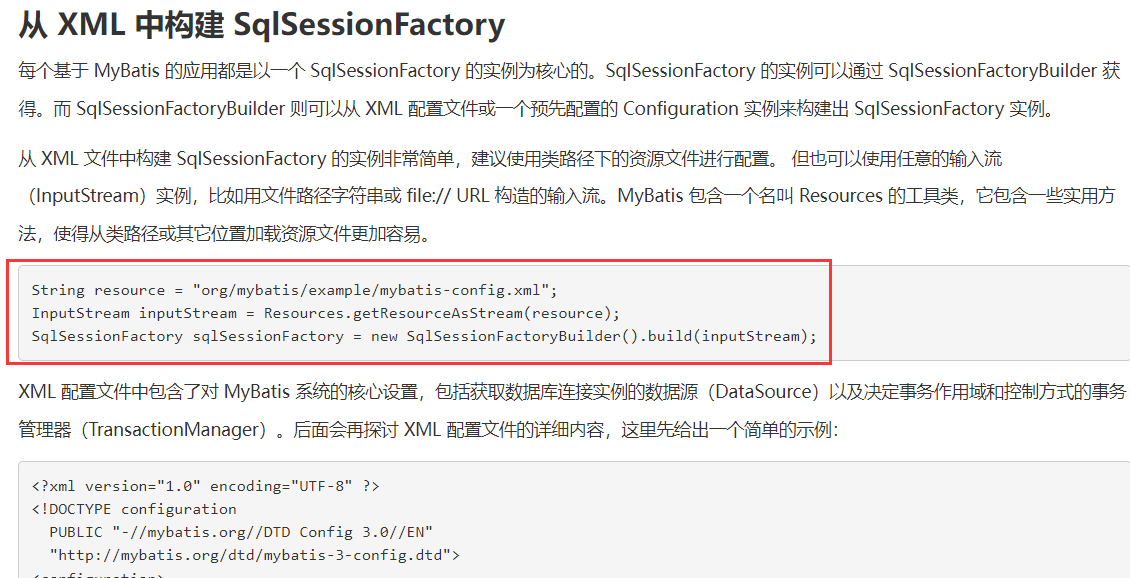 从 XML 中构建 SqlSessionFactory
每个基于 MyBatis 的应用都是以一个 SqlSessionFactory 的实例为核心的。SqlSessionFactory 的实例可以通过 SqlSessionFactoryBuilder 获
得。而 SqlSessionFactoryBuilder 则可以从 XML 配置文件或一个预先配置的 Configuration 实例来构建出 SqlSessionFactory 实例。
从 XML 文件中构建 SqlSessionFactory 的实例非常简单，建议使用类路径下的资源文件进行配置。 但也可以使用任意的输入流
（InputStream）实例，比如用文件路径字符串或 file:// URL 构造的输入流。MyBatis 包含一个名叫 Resources 的工具类，它包含一些实用方
法，使得从类路径或其它位置加载资源文件更加容易。
String resource = "org/mybatis/example/mybatis-config.xml";
InputStream inputStream = Resources.getResourceAsStream(resource);
SqlSessionFactory sqlSessionFactory = new SqlSessionFactoryBuilder().build(inputStream);
XML 配置文件中包含了对 MyBatis 系统的核心设置，包括获取数据库连接实例的数据源（DataSource）以及决定事务作用域和控制方式的事务
管理器（TransactionManager）。后面会再探讨 XML 配置文件的详细内容，这里先给出一个简单的示例：
<?xml version="1.0" encoding="UTF-8" ?>
<!DOCTYPE configuration
  PUBLIC "-//mybatis.org//DTD Config 3.0//EN"
  "http://mybatis.org/dtd/mybatis-3-config.dtd">
<configuration>